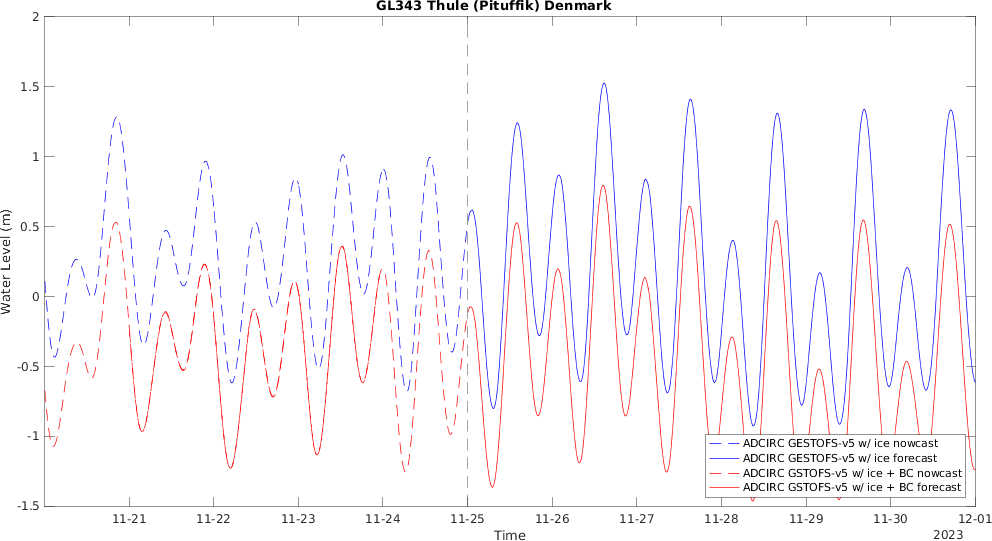 GL343 Thule (Pituffik) Denmark
2
1.5
1
0.5
0
-0.5
-1
-1.5
Water Level (m)
ADCIRC GESTOFS-v5 w/ ice nowcast
ADCIRC GESTOFS-v5 w/ ice forecast
ADCIRC GSTOFS-v5 w/ ice + BC nowcast
ADCIRC GSTOFS-v5 w/ ice + BC forecast
11-21 11-22 11-23 11-24 11-25 11-26 11-27 11-28 11-29 11-30 12-01
Time
2023